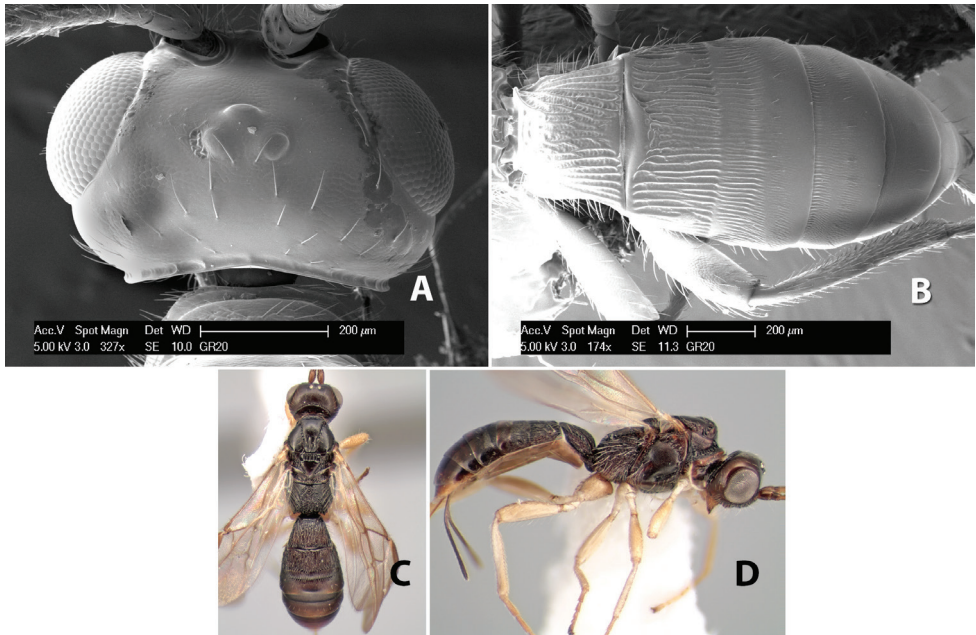 A
Acc.V Spot Magn Det WD 200 µm
5.00 kV 3.0 327x SE 10.0 GR20
B
Acc.V Spot Magn Det WD 200 µm
5.00 kV 3.0 174x SE 11.3 GR20
C
D